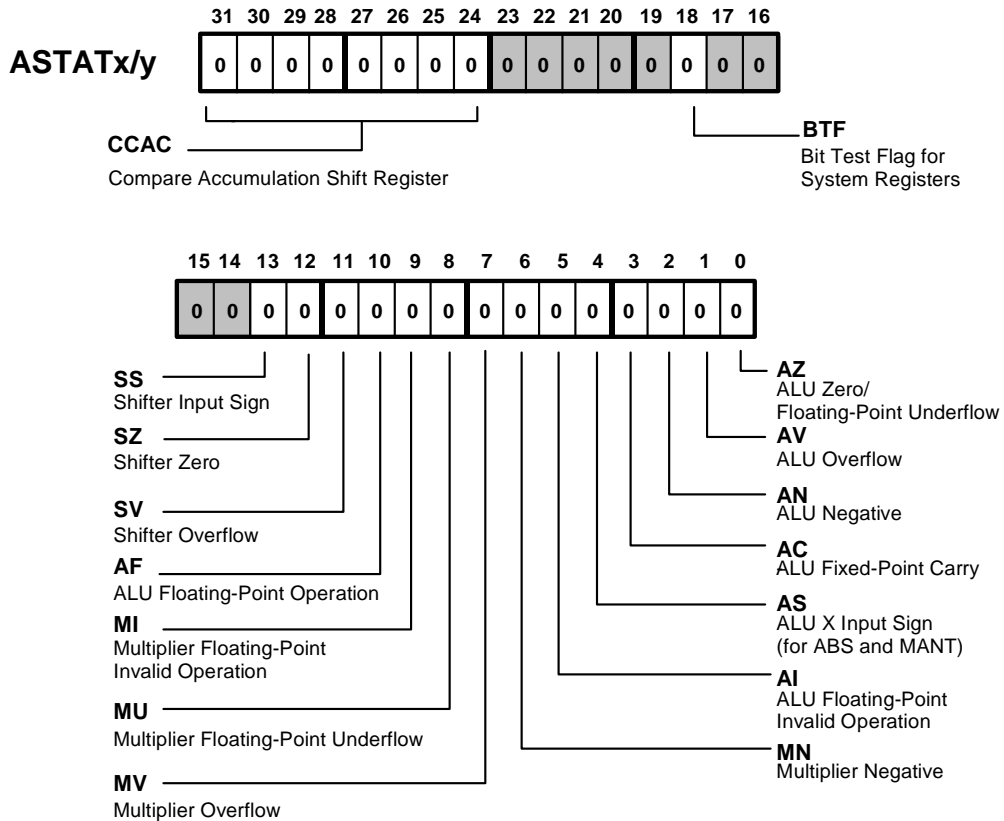 31 30 29 28 27 26 25 24 23 22 21 20 19 18 17 16
ASTATx/y
0 0 0 0 0 0 0 0 0 0 0 0 0 0 0 0
CCAC
Compare Accumulation Shift Register
BTF
Bit Test Flag for
System Registers
15 14 13 12 11 10 9 8 7 6 5 4 3 2 1 0
0 0 0 0 0 0 0 0 0 0 0 0 0 0 0 0
SS
Shifter Input Sign
SZ
Shifter Zero
SV
Shifter Overflow
AF
ALU Floating-Point Operation
MI
Multiplier Floating-Point
Invalid Operation
MU
Multiplier Floating-Point Underflow
MV
Multiplier Overflow
AZ
ALU Zero/
Floating-Point Underflow
AV
ALU Overflow
AN
ALU Negative
AC
ALU Fixed-Point Carry
AS
ALU X Input Sign
(for ABS and MANT)
AI
ALU Floating-Point
Invalid Operation
MN
Multiplier Negative